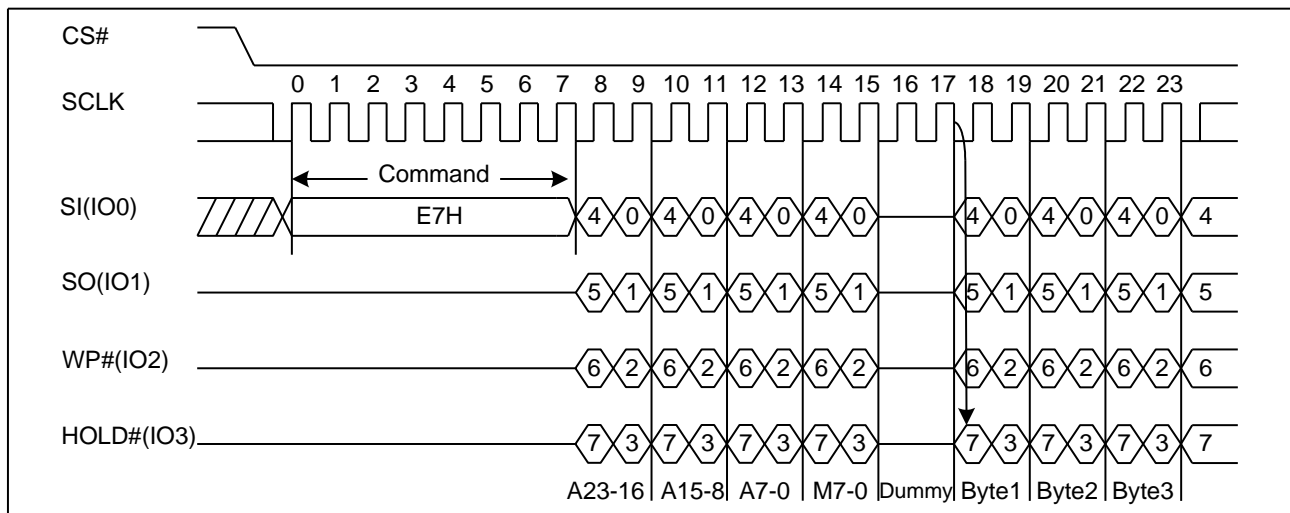 CS#
0 1 2 3 4 5 6 7 8 9 10 11 12 13 14 15 16 17 18 19 20 21 22 23
SCLK
Command
SI(IO0) E7H 4 0 4 0 4 0 4 0 4 0 4 0 4 0 4
SO(IO1) 5 1 5 1 5 1 5 1 5 1 5 1 5 1 5
WP#(IO2) 6 2 6 2 6 2 6 2 6 2 6 2 6 2 6
HOLD#(IO3) 7 3 7 3 7 3 7 3 7 3 7 3 7 3 7
A23-16 A15-8 A7-0 M7-0 Dummy Byte1 Byte2 Byte3